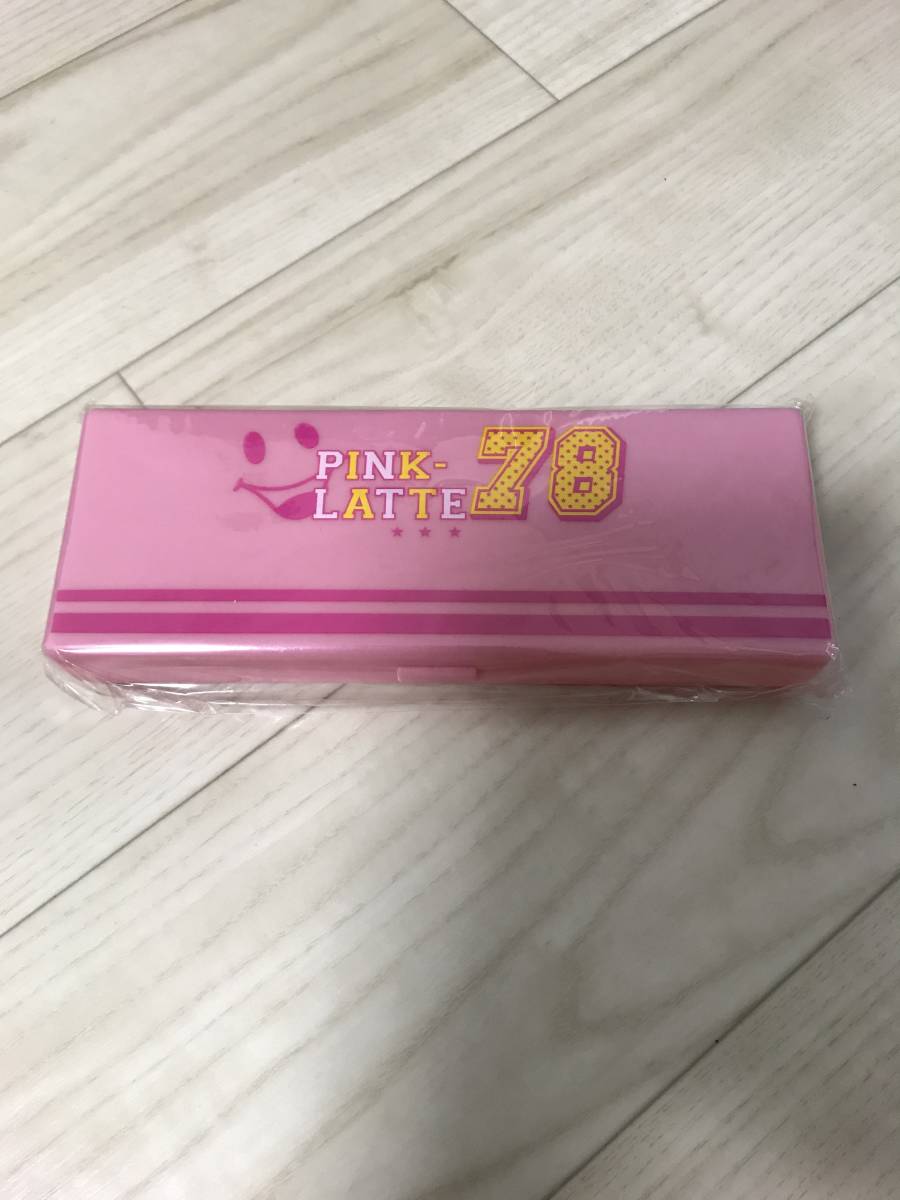 PINK-
LATTE
78